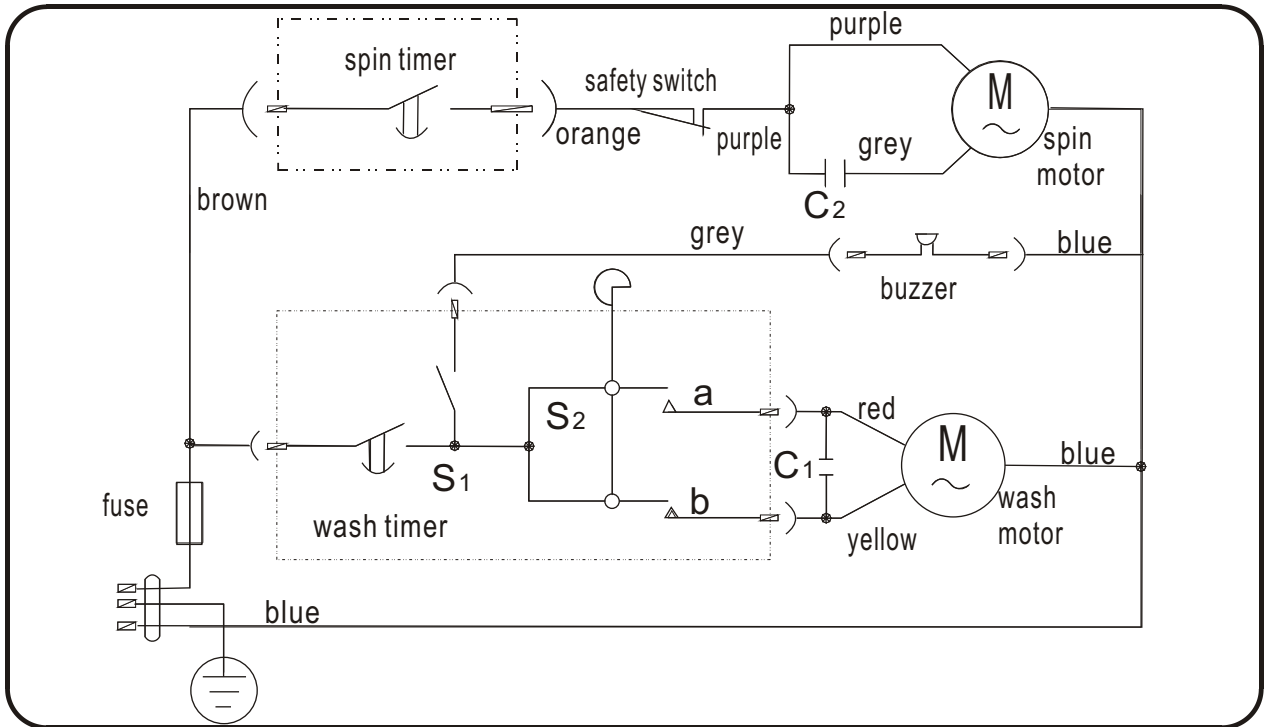 purple
spin timer
safety switch
M
orange
purple
grey
spin
motor
brown
C2
grey
blue
buzzer
a
S2
red
M
C1
blue
S1
fuse
b
wash
motor
wash timer
yellow
blue